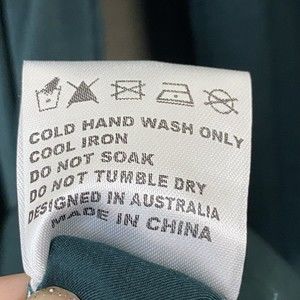 COLD HAND WASH ONLY
COOL IRON
DO NOT SOAK
DO NOT TUMBLE DRY
DESIGNED IN AUSTRALIA
MADE IN CHINA